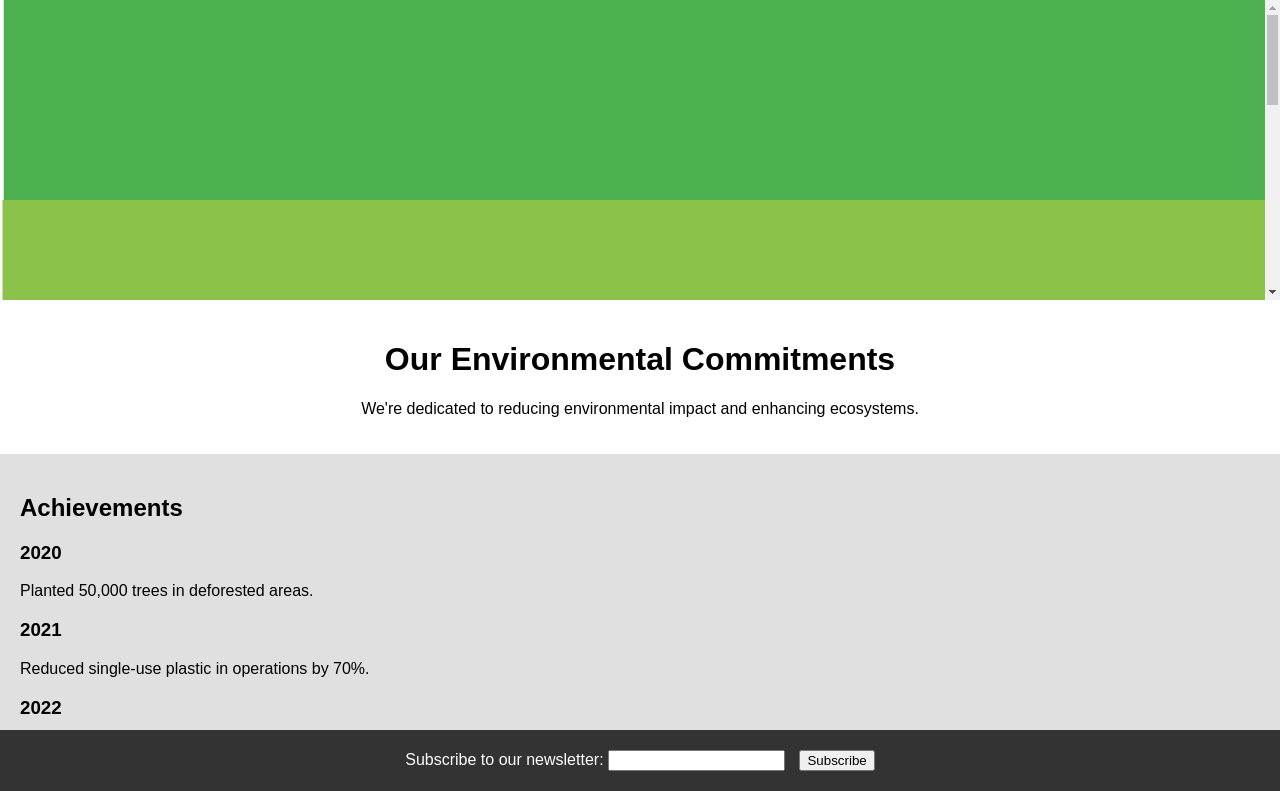 Our Environmental Commitments
We're dedicated to reducing environmental impact and enhancing ecosystems.
Achievements
2020
Planted 50,000 trees in deforested areas.
2021
Reduced single-use plastic in operations by 70%.
2022
Subscribe to our newsletter:
Subscribe